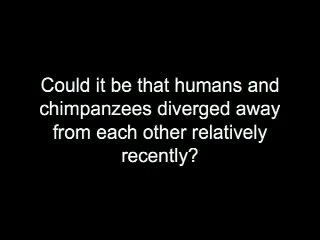 Could it be that humans and
chimpanzees diverged away
from each other relatively
recently?